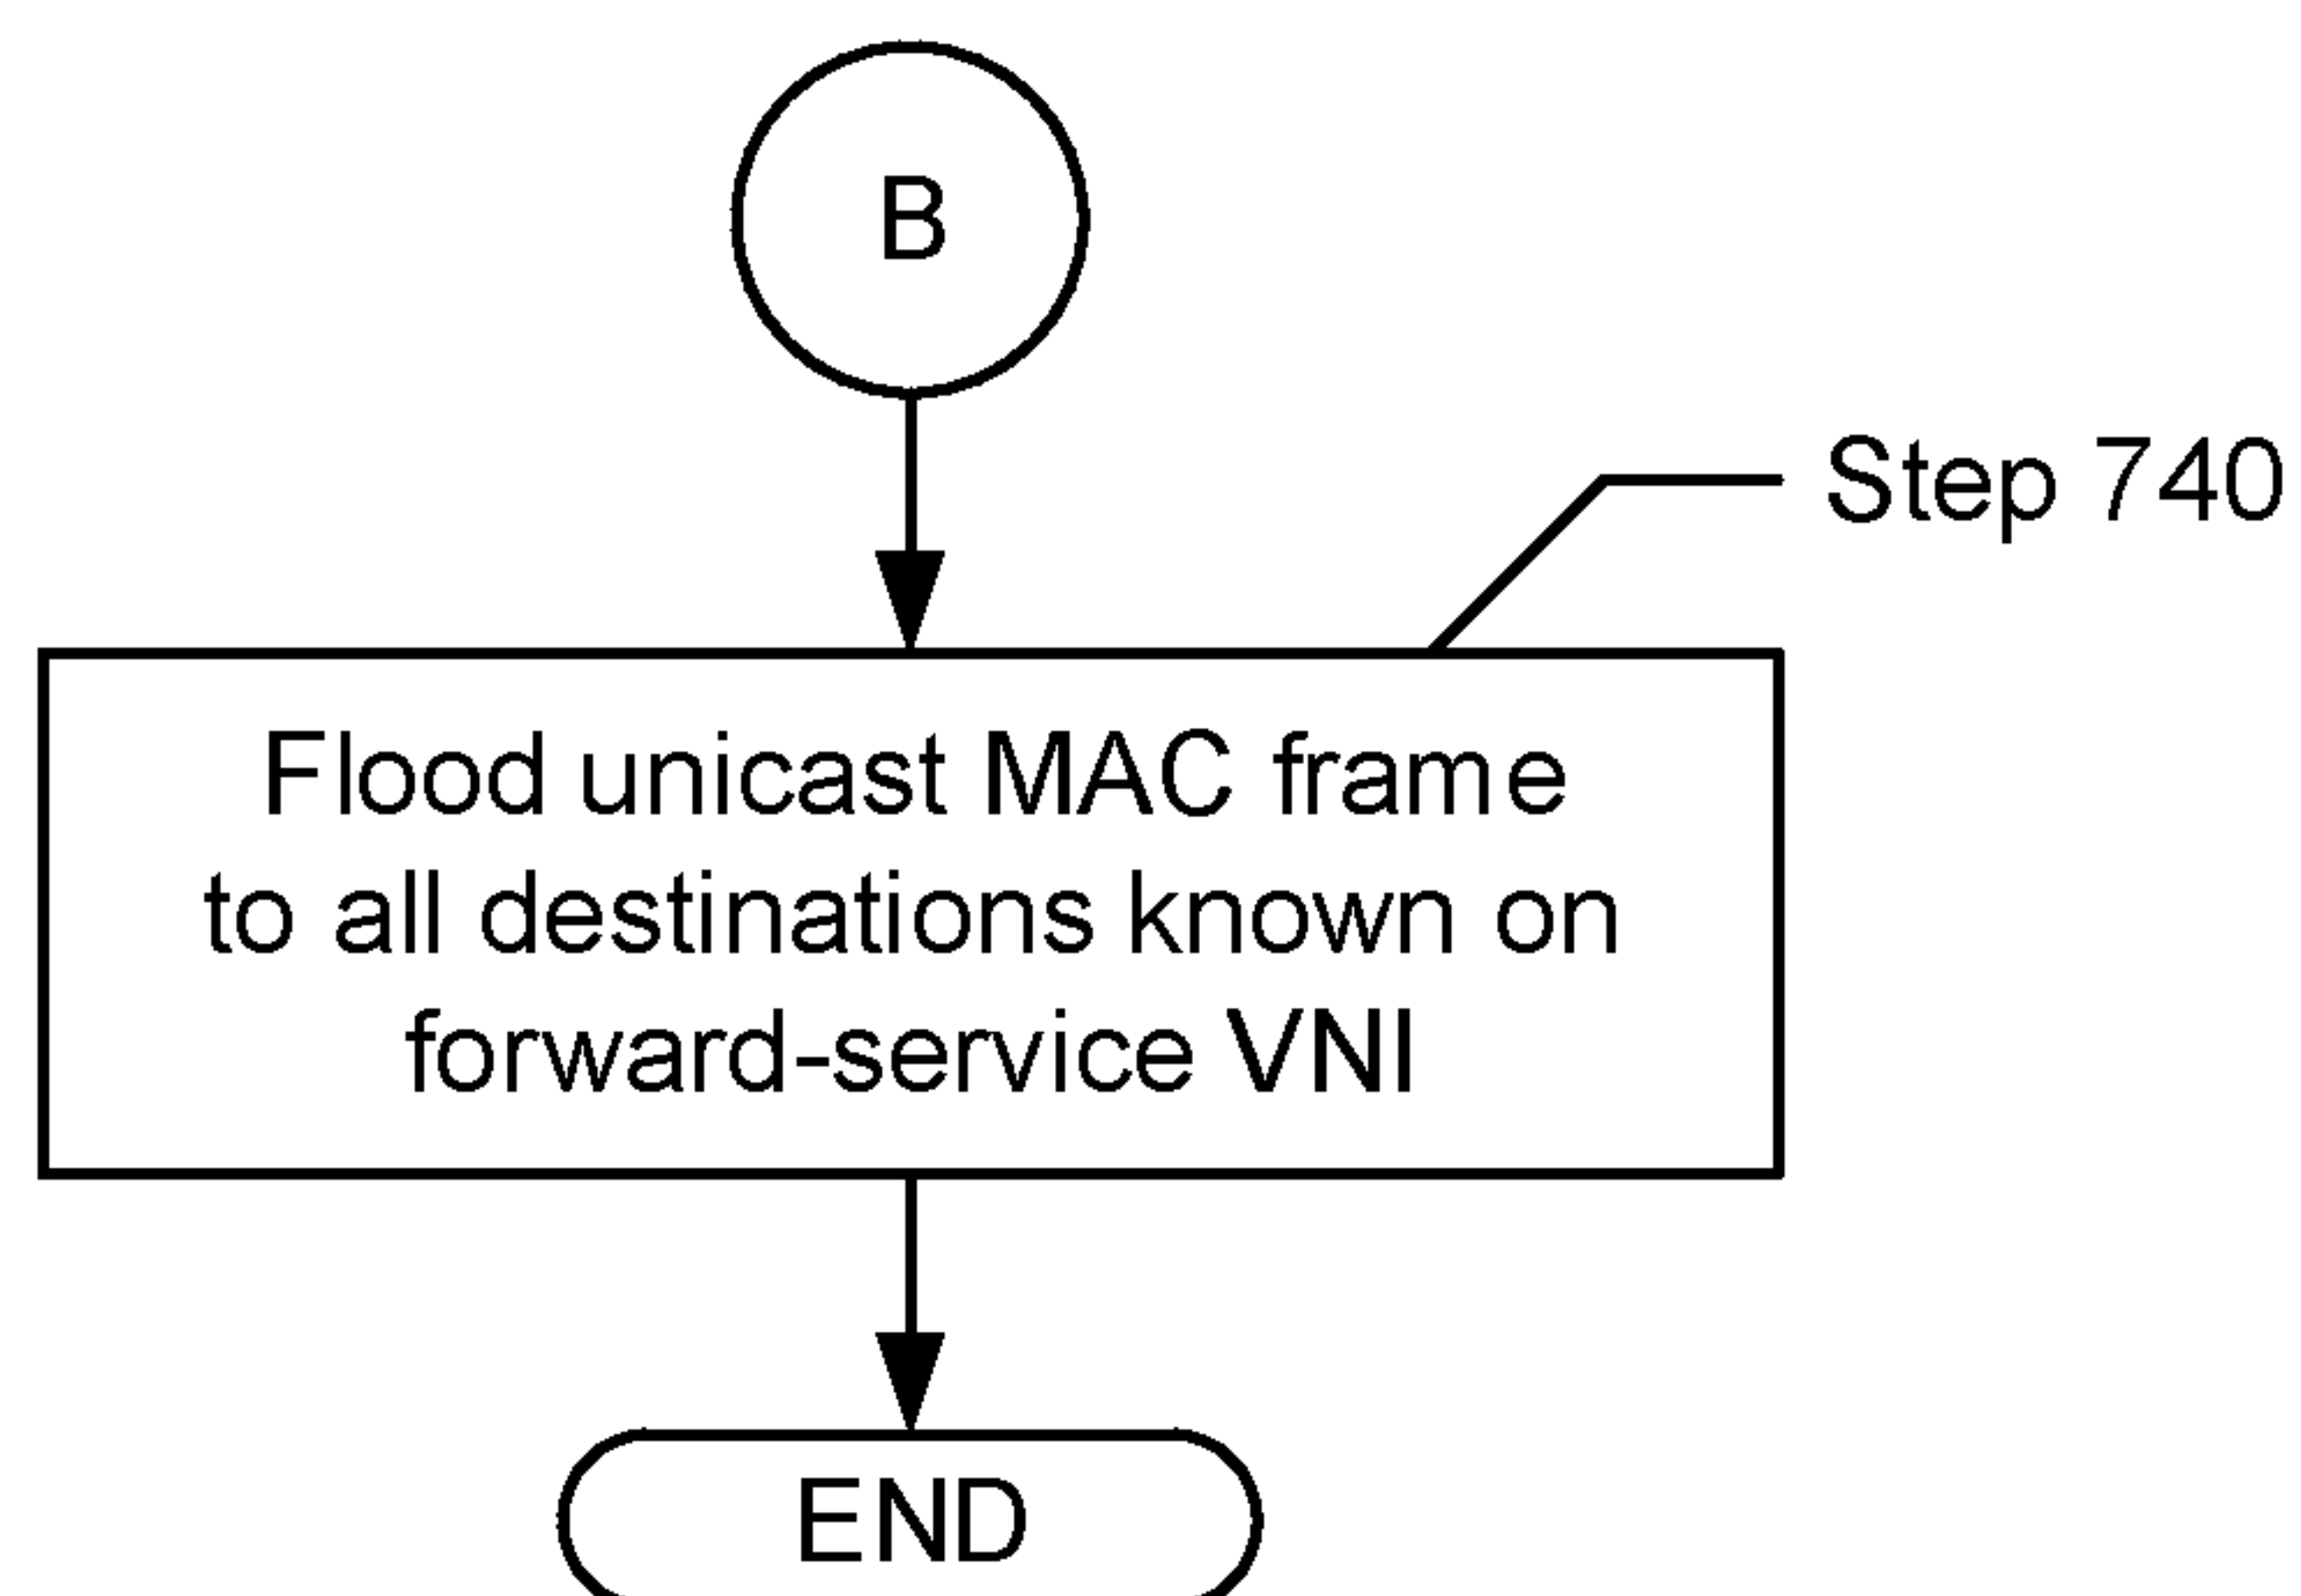 B
Step 740
Flood unicast MAC frame
to all destinations known on
forward-service VNI
END